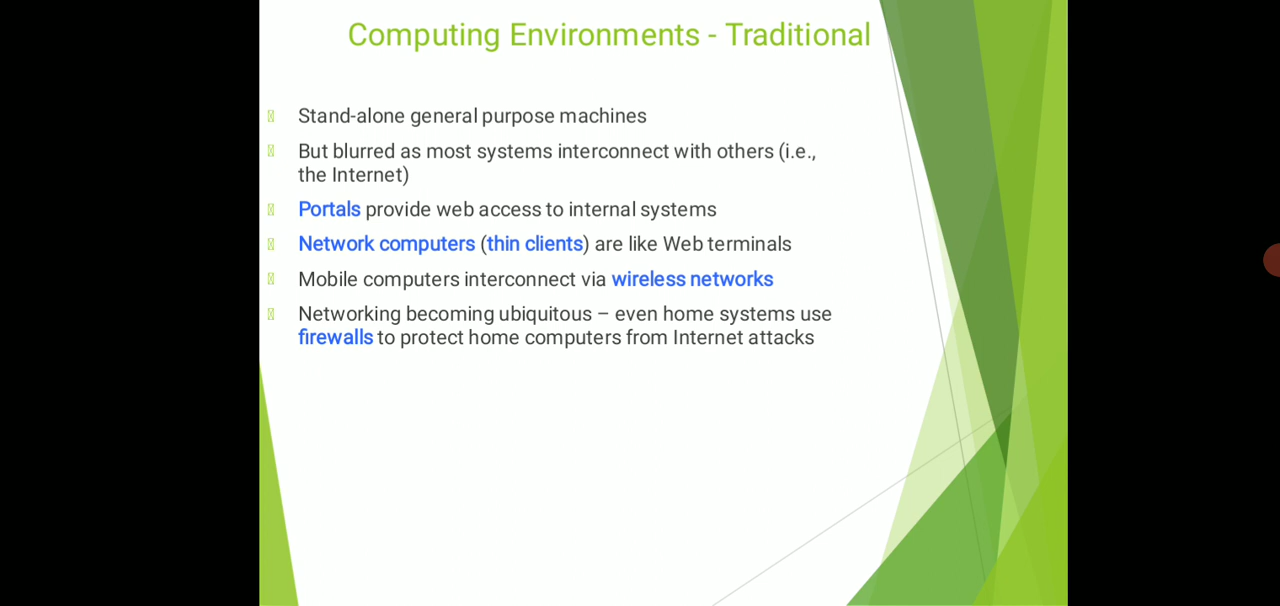 Computing Environments - Traditional
Stand-alone general purpose machines
But blurred as most systems interconnect with others (i.e.,
the Internet)
Portals provide web access to internal systems
Network computers (thin clients) are like Web terminals
Mobile computers interconnect via wireless networks
Networking becoming ubiquitous – even home systems use
firewalls to protect home computers from Internet attacks